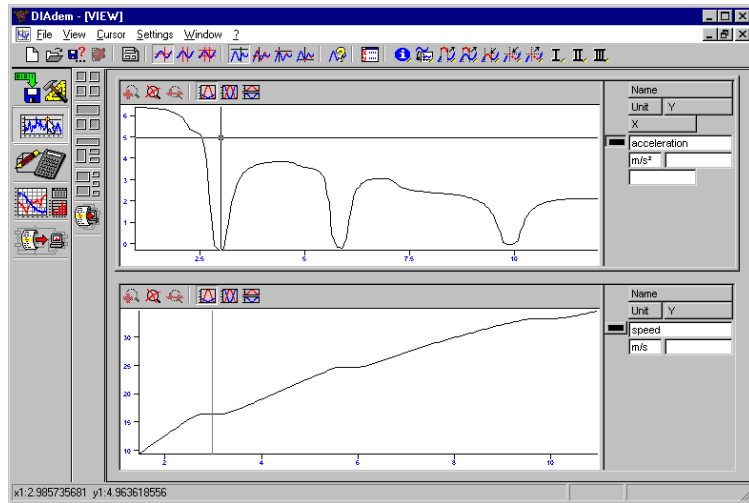 DIAdem - [VIEW]
File View Cursor Settings Window ?
Name
Unit Y
X
acceleration
m/s²
6
5
4
3
2
1
0
2.5 5 7.5 10
Name
Unit Y
speed
m/s
30
25
20
15
10
2 4 6 8 10
x1:2.985735681 y1:4.963618556